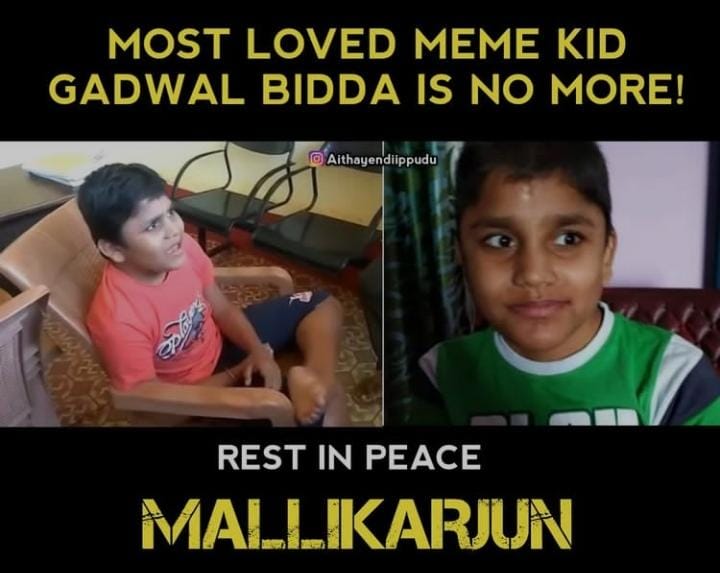 MOST LOVED MEME KID
GADWAL BIDDA IS NO MORE!
Aithayendiippudu
REST IN PEACE
MALLIKARJUN